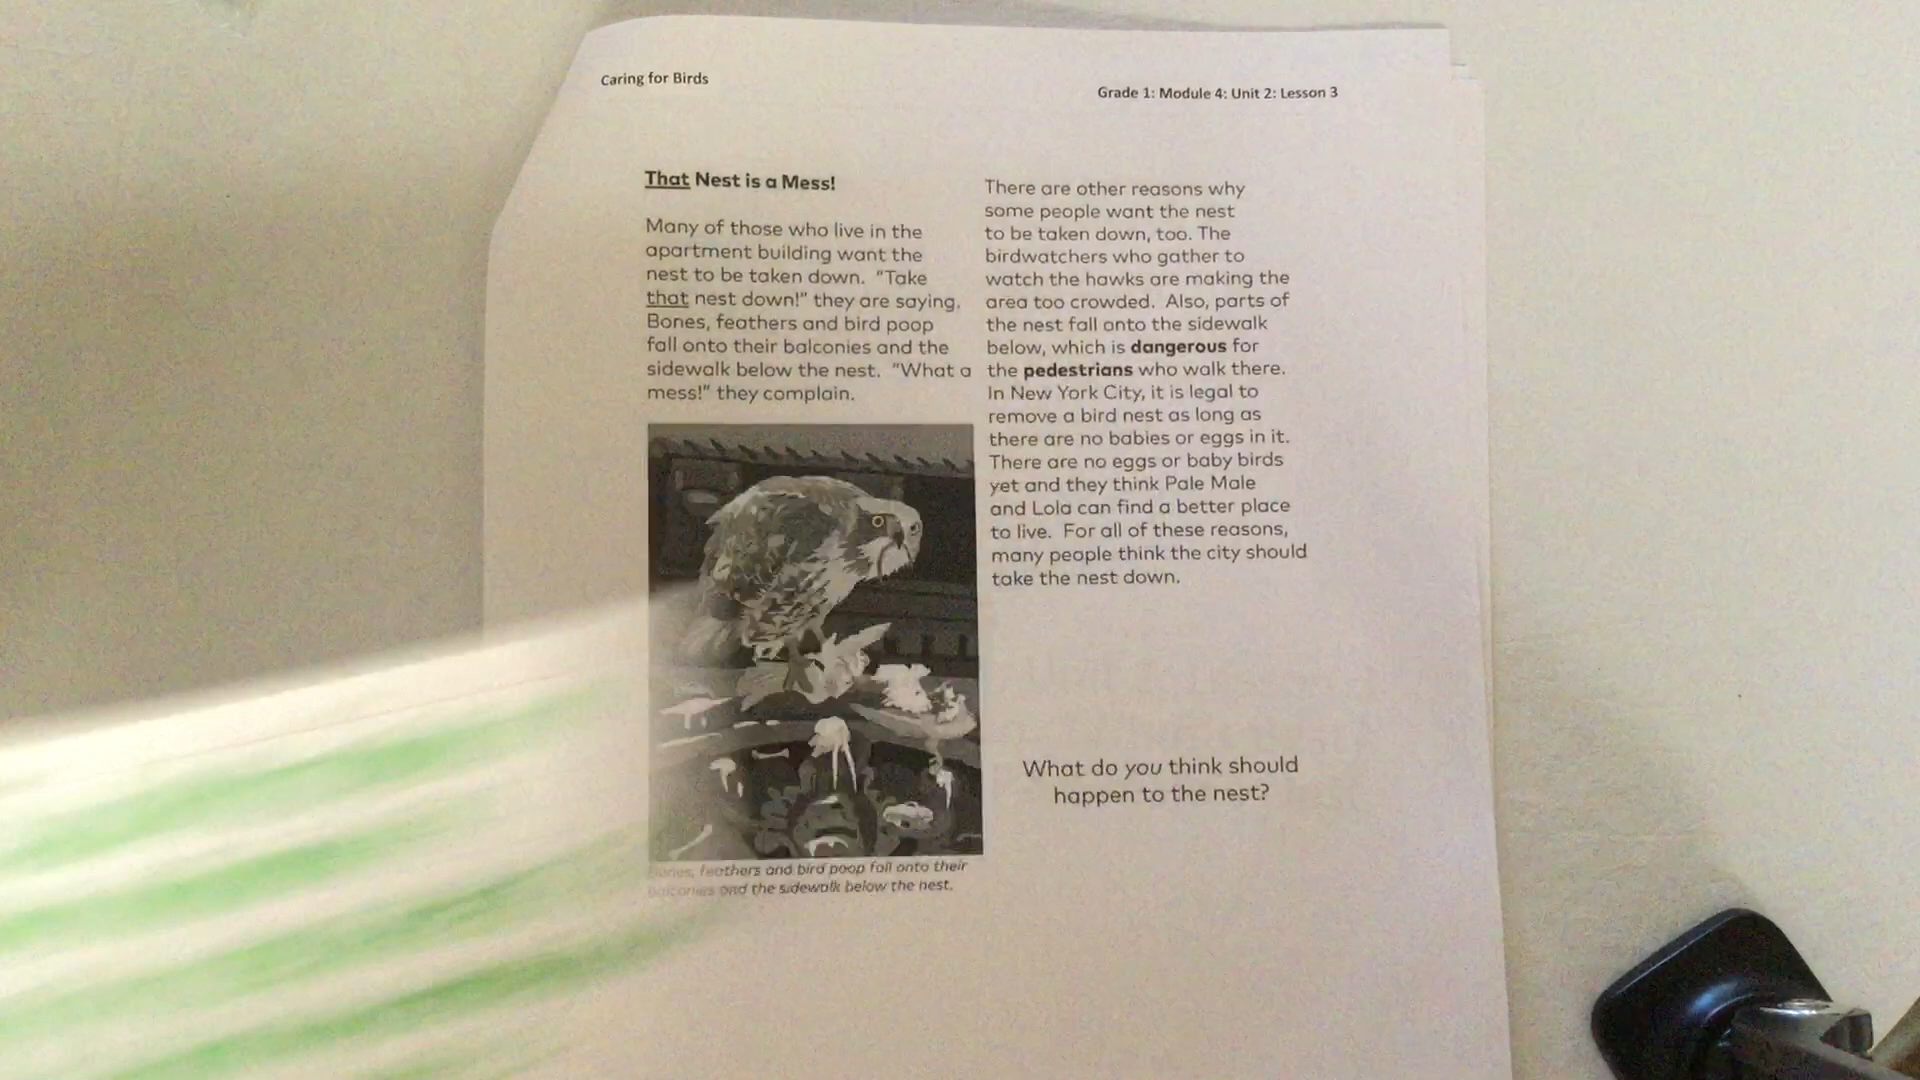 Caring for Birds
Grade 1: Module 4: Unit 2: Lesson 3
That Nest is a Mess!
Many of those who live in the
apartment building want the
nest to be taken down. “Take
that nest down!” they are saying.
Bones, feathers and bird poop
fall onto their balconies and the
sidewalk below the nest. “What a
mess!” they complain.
Bones, feathers and bird poop fall onto their
balconies and the sidewalk below the nest.
There are other reasons why
some people want the nest
to be taken down, too. The
birdwatchers who gather to
watch the hawks are making the
area too crowded. Also, parts of
the nest fall onto the sidewalk
below, which is dangerous for
the pedestrians who walk there.
In New York City, it is legal to
remove a bird nest as long as
there are no babies or eggs in it.
There are no eggs or baby birds
yet and they think Pale Male
and Lola can find a better place
to live. For all of these reasons,
many people think the city should
take the nest down.
What do you think should
happen to the nest?